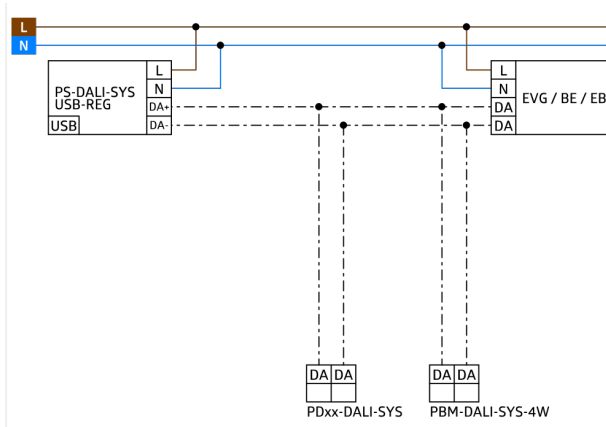 L
N
PS-DALI-SYS
USB-REG
USB
L
N
DA+
DA-
L
N
DA
DA
EVG / BE / EB
DA DA
PDxx-DALI-SYS
DA DA
PBM-DALI-SYS-4W